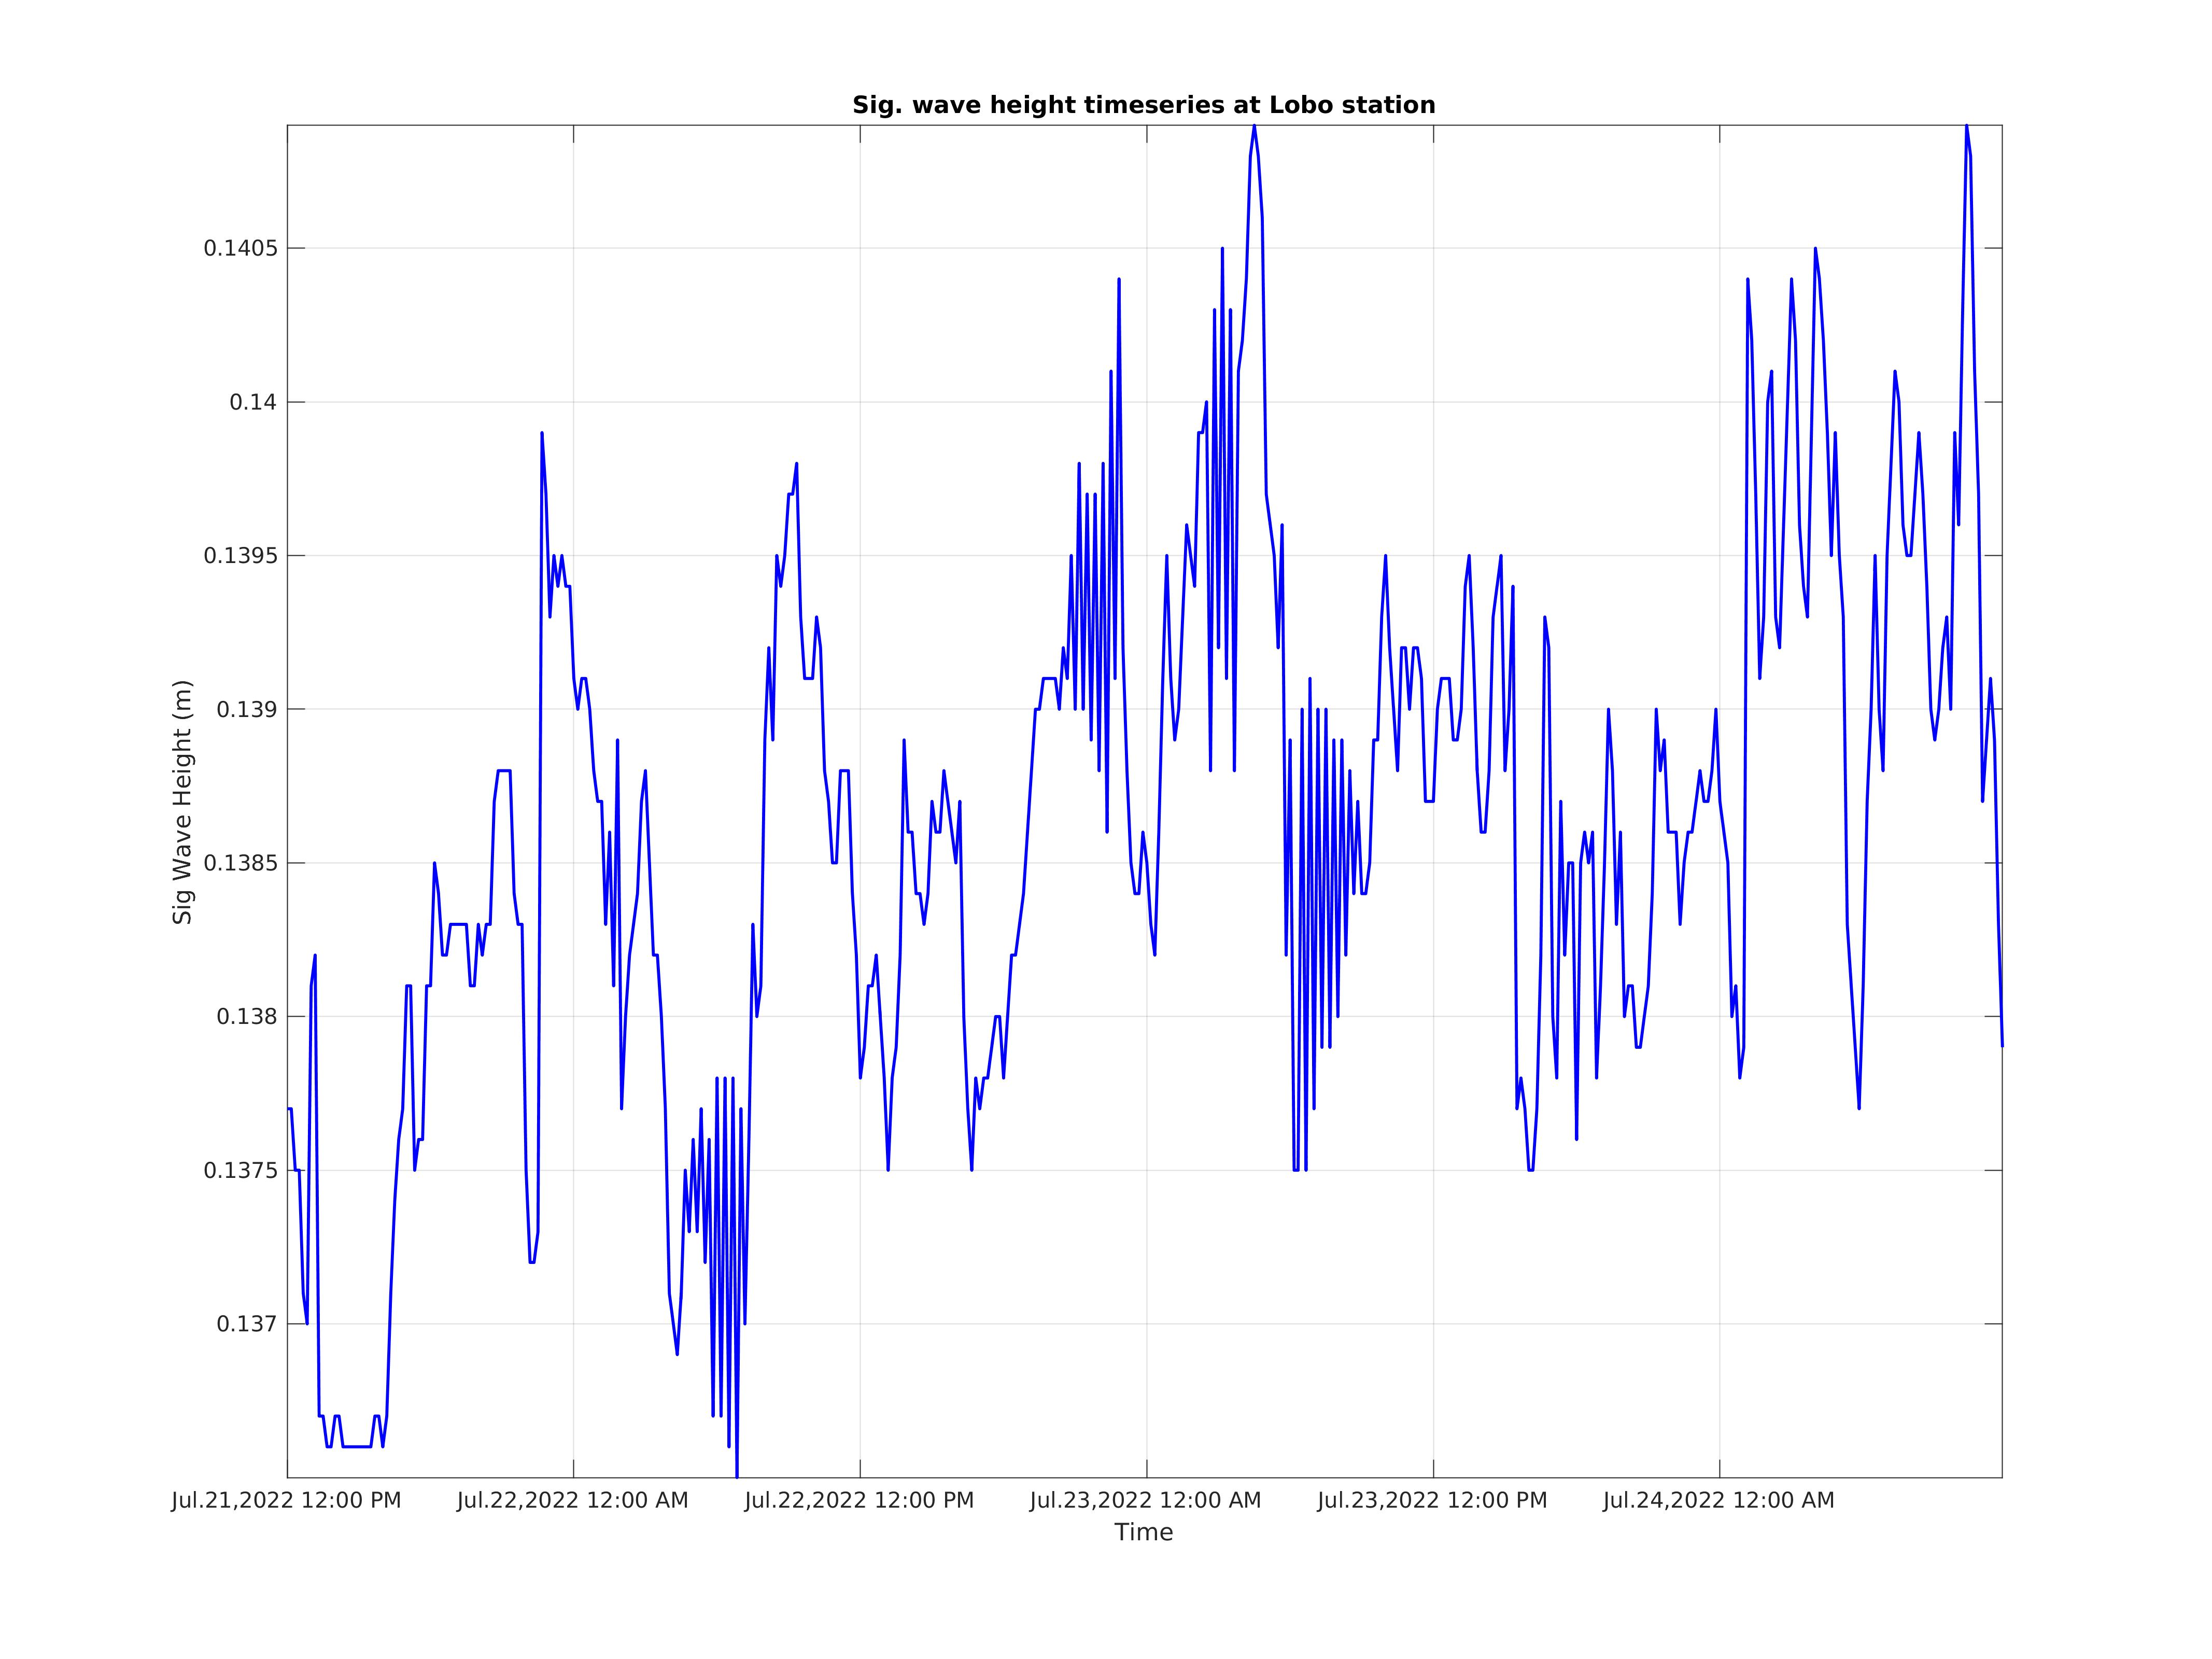 Sig. wave height timeseries at Lobo station
0.1405
0.14
0.1395
0.139
0.1385
0.138
0.1375
0.137
Sig Wave Height (m)
Jul.21,2022 12:00 PM Jul.22,2022 12:00 AM Jul.22,2022 12:00 PM Jul.23,2022 12:00 AM Jul.23,2022 12:00 PM Jul.24,2022 12:00 AM
Time